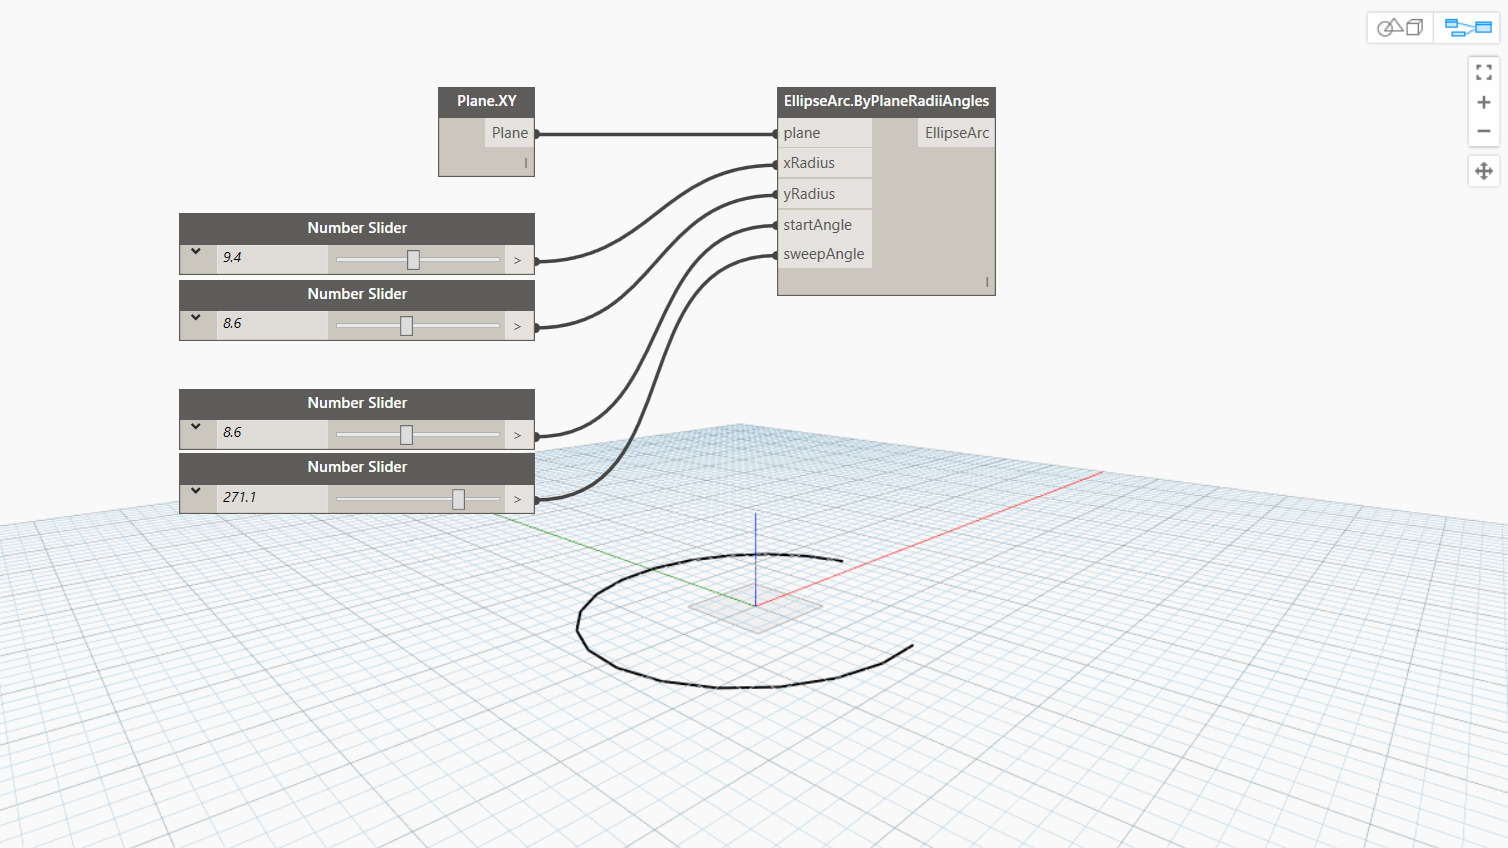 Plane.XY
Plane
I
EllipseArc.ByPlaneRadiiAngles
plane
EllipseArc
xRadius
yRadius
startAngle
sweepAngle
I
Number Slider
9.4
>
Number Slider
8.6
>
Number Slider
8.6
>
Number Slider
271.1
>